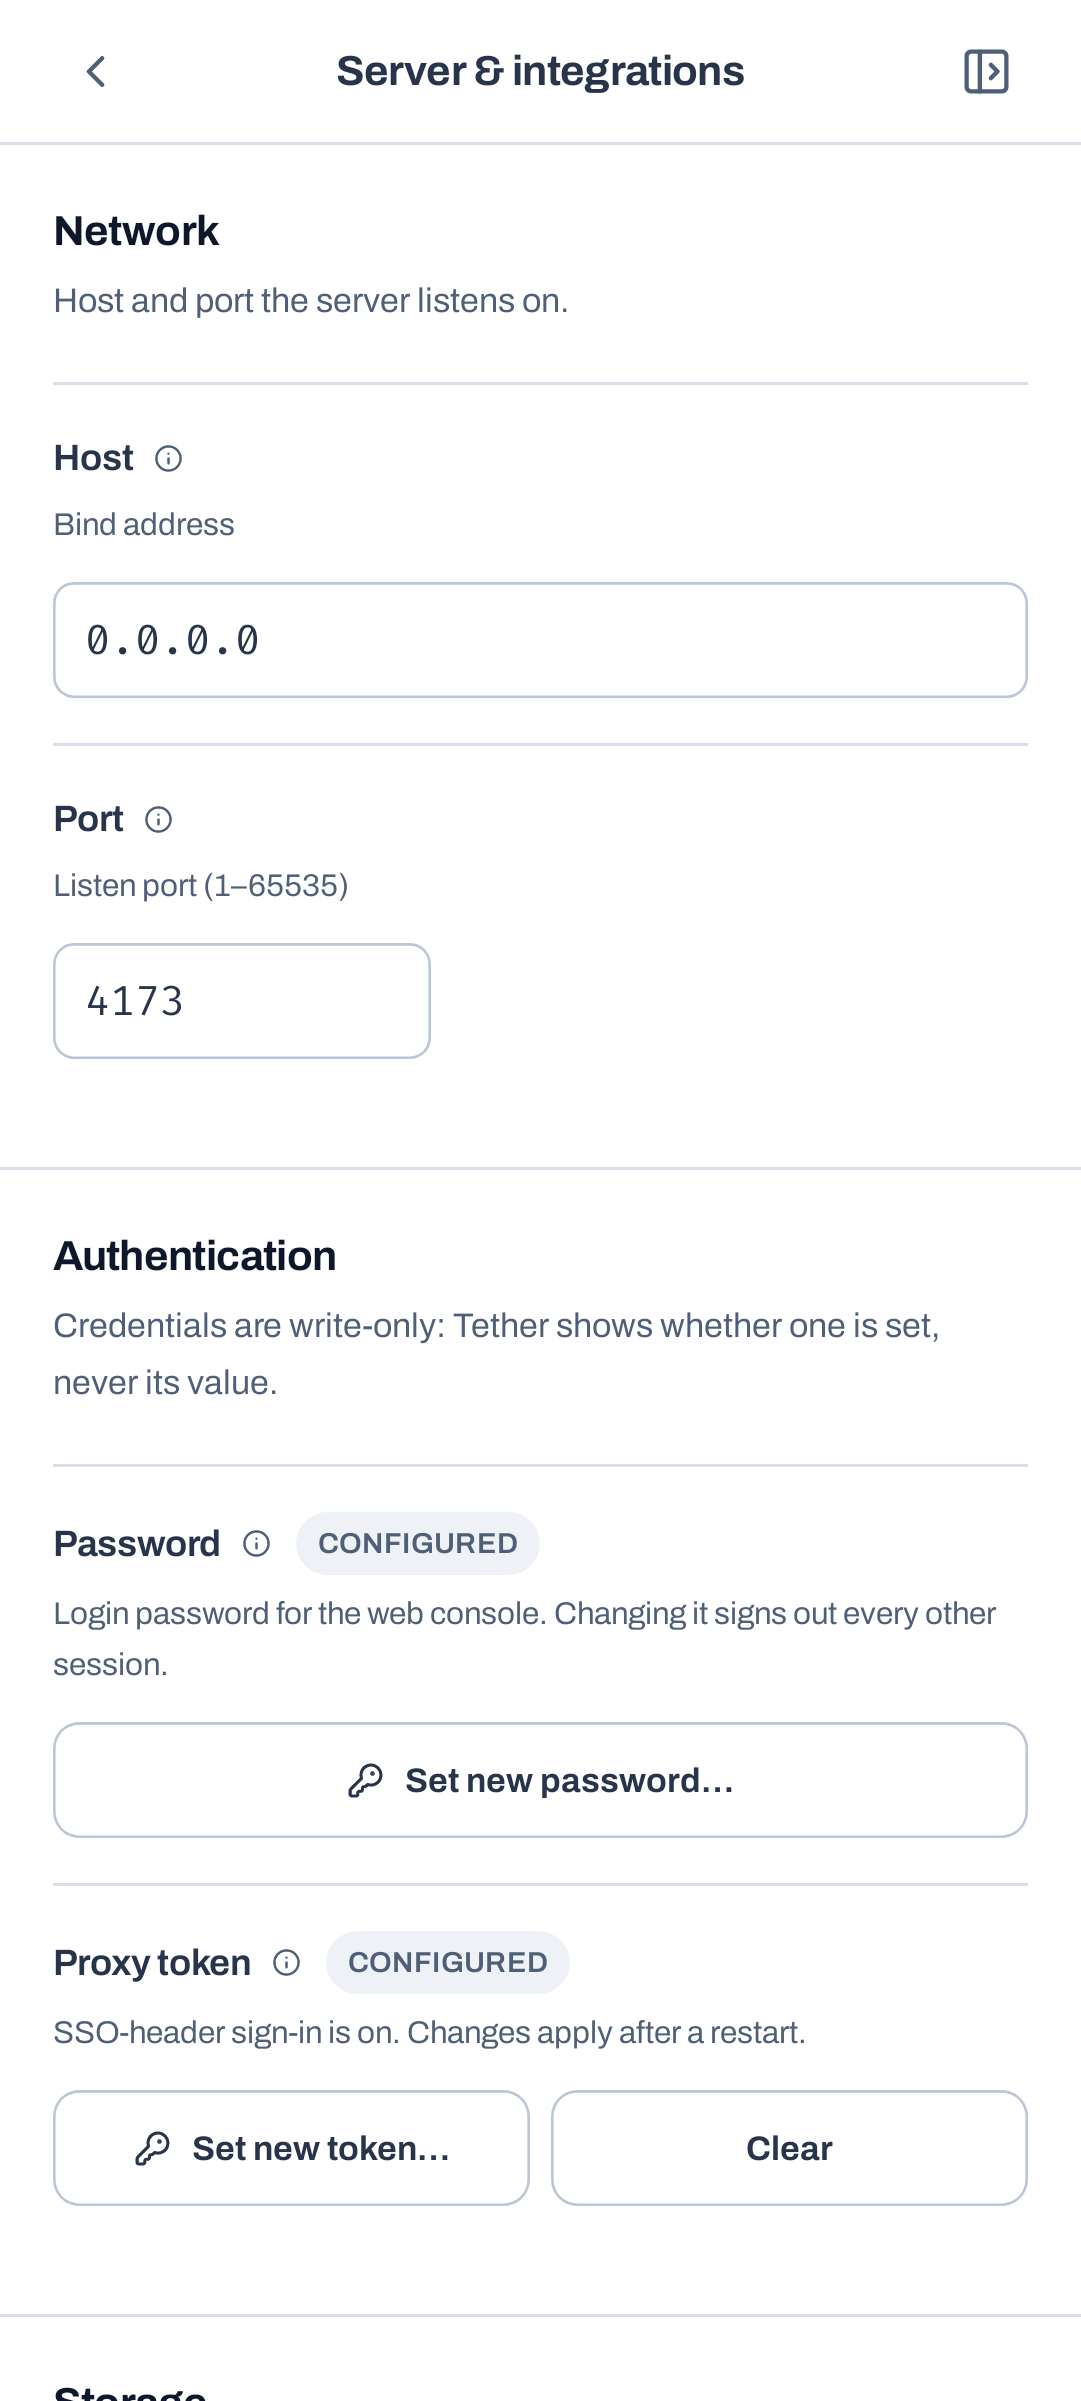 Server & integrations
Network
Host and port the server listens on.
Host
Bind address
0.0.0.0
Port
Listen port (1–65535)
4173
Authentication
Credentials are write-only: Tether shows whether one is set,
never its value.
Password CONFIGURED
Login password for the web console. Changing it signs out every other
session.
Set new password...
Proxy token CONFIGURED
SSO-header sign-in is on. Changes apply after a restart.
Set new token... Clear
Storage